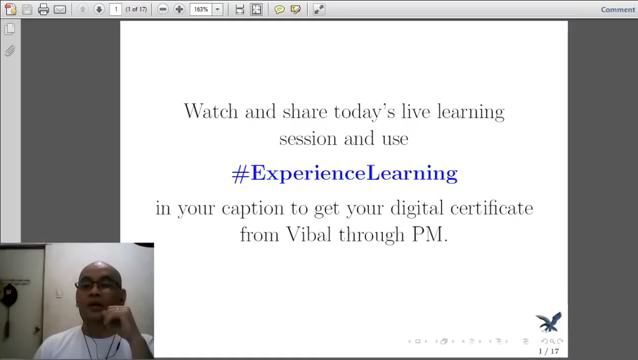 1 (1 of 17) 163% Comment
Watch and share today's live learning
session and use
#ExperienceLearning
in your caption to get your digital certificate
from Vibal through PM.
1 / 17